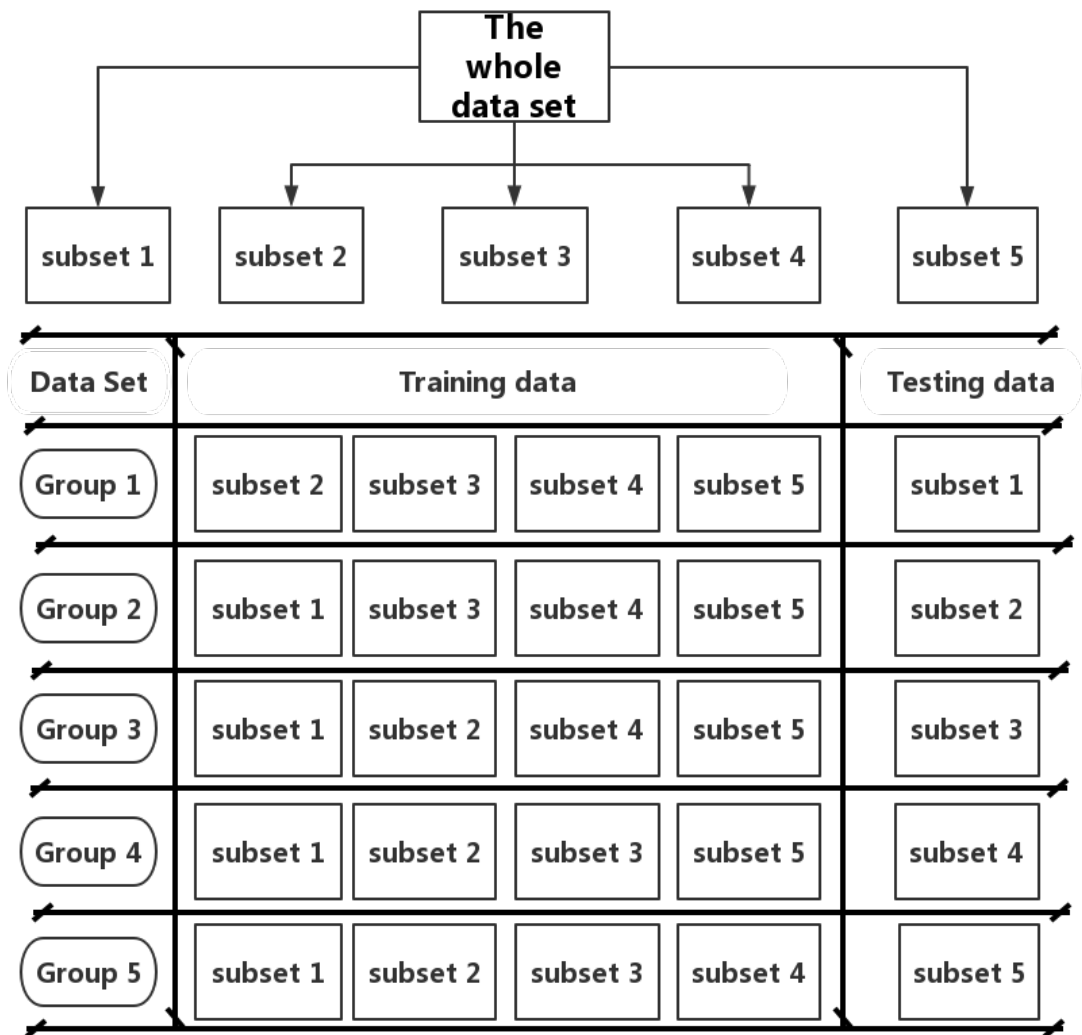 The
whole
data set
subset 1 subset 2 subset 3 subset 4 subset 5
Data Set Training data Testing data
Group 1 subset 2 subset 3 subset 4 subset 5 subset 1
Group 2 subset 1 subset 3 subset 4 subset 5 subset 2
Group 3 subset 1 subset 2 subset 4 subset 5 subset 3
Group 4 subset 1 subset 2 subset 3 subset 5 subset 4
Group 5 subset 1 subset 2 subset 3 subset 4 subset 5